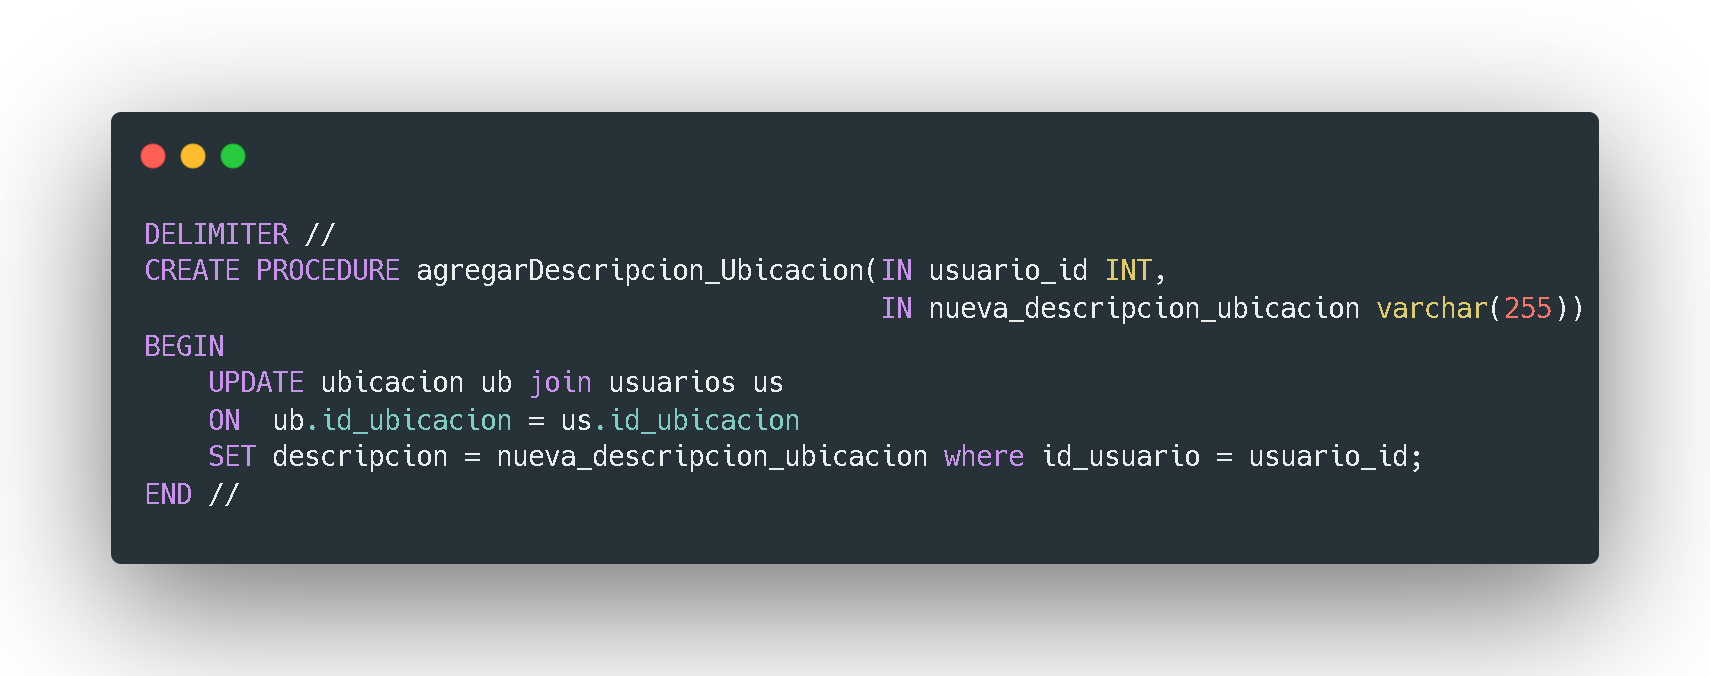 DELIMITER //
CREATE PROCEDURE agregarDescripcion_Ubicacion(IN usuario_id INT,
IN nueva_descripcion_ubicacion varchar(255))
BEGIN
UPDATE ubicacion ub join usuarios us
ON  ub.id_ubicacion = us.id_ubicacion
SET descripcion = nueva_descripcion_ubicacion where id_usuario = usuario_id;
END //